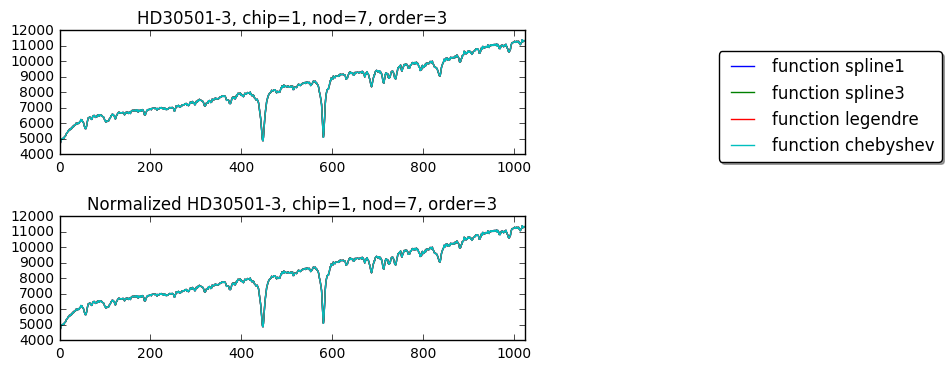 HD30501-3, chip=1, nod=7, order=3
12000
11000
10000
9000
8000
7000
6000
5000
4000
0 200 400 600 800 1000
function spline1
function spline3
function legendre
function chebyshev
Normalized HD30501-3, chip=1, nod=7, order=3
12000
11000
10000
9000
8000
7000
6000
5000
4000
0 200 400 600 800 1000